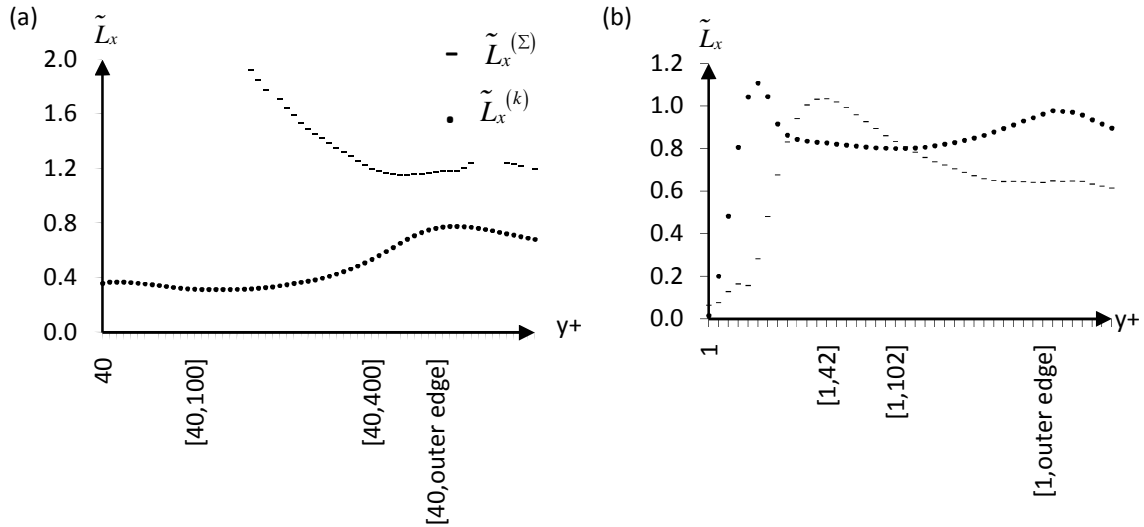 (a)
L̃x
2.0
1.6
1.2
0.8
0.4
0.0
L̃x(Σ)
L̃x(k)
y+
40
[40,100]
[40,400]
[40,outer edge]
(b)
L̃x
1.2
1.0
0.8
0.6
0.4
0.2
0.0
y+
1
[1,42]
[1,102]
[1,outer edge]